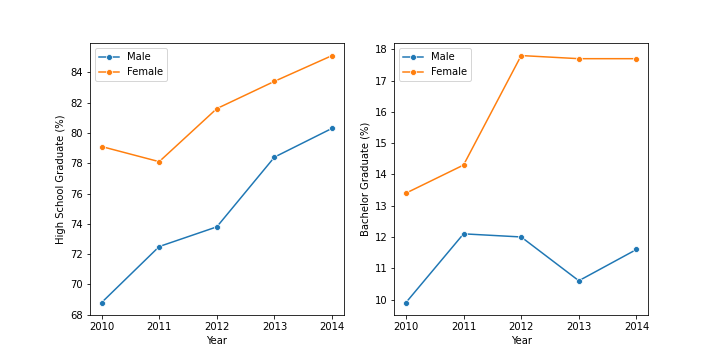 Male
Female
High School Graduate (%)
84
82
80
78
76
74
72
70
68
2010 2011 2012 2013 2014
Year
Male
Female
Bachelor Graduate (%)
18
17
16
15
14
13
12
11
10
2010 2011 2012 2013 2014
Year